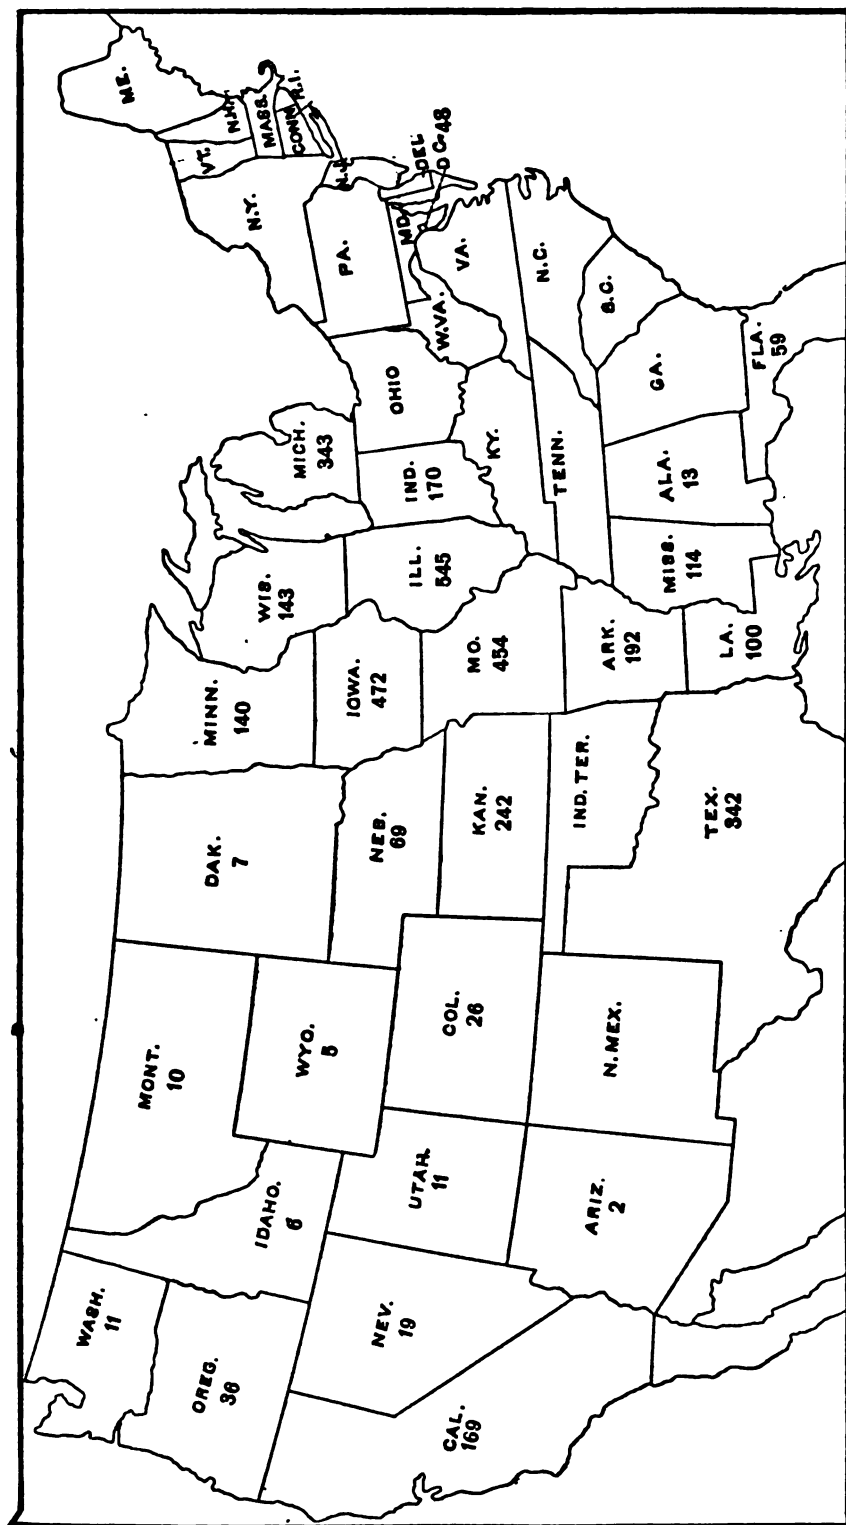 WASH.
11
OREG.
36
CAL.
169
NEV.
19
IDAHO.
6
MONT.
10
WYO.
5
UTAH.
11
ARIZ.
2
COL.
26
N. MEX.
DAK.
7
NEB.
69
KAN.
242
IND. TER.
TEX.
342
MINN.
140
IOWA.
472
MO.
454
ARK.
192
LA.
100
WIS.
143
ILL.
545
MISS.
114
MICH.
343
IND.
170
OHIO
KY.
TENN.
ALA.
13
GA.
FLA.
59
S.C.
N.C.
VA.
W.VA.
MD.
DEL
D C-48
PA.
N.J.
N.Y.
VT.
N.H.
MASS.
CONN.
R.I.
ME.